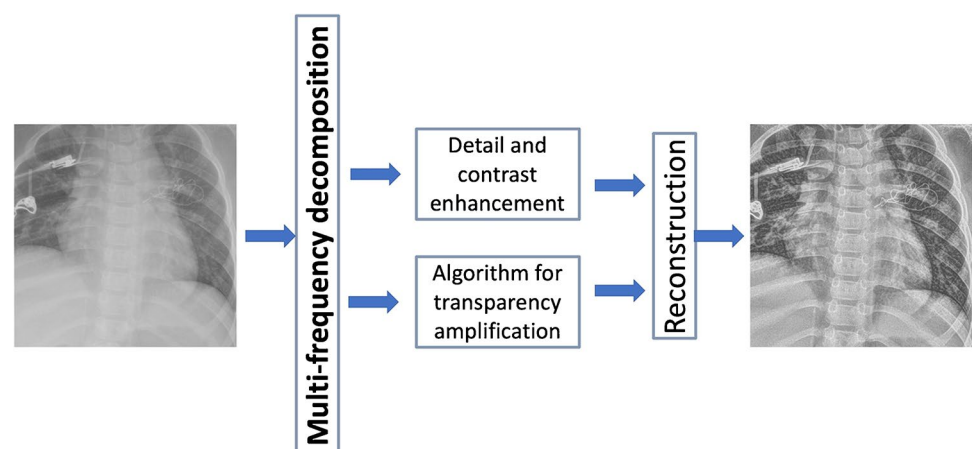 Multi-frequency decomposition
Detail and
contrast
enhancement
Algorithm for
transparency
amplification
Reconstruction